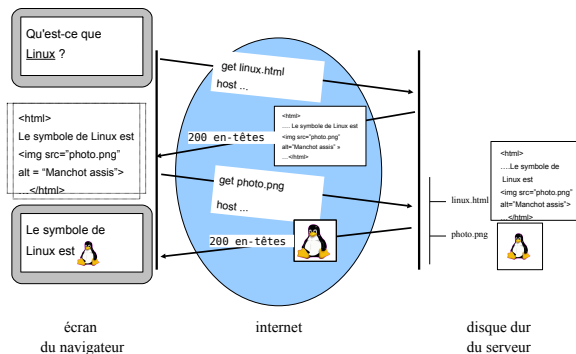 Qu'est-ce que
Linux ?
get linux.html
host ...
<html>
Le symbole de Linux est
<img src="photo.png"
alt = “Manchot assis”>
…</html>
200 en-têtes
<html>
.... Le symbole de Linux est
<img src="photo.png"
alt="Manchot assis" »
…</html>
get photo.png
host ...
200 en-têtes
Le symbole de
Linux est
linux.html
photo.png
<html>
….Le symbole de
Linux est
<img src="photo.png"
alt="Manchot assis">
…</html>
écran
du navigateur
internet
disque dur
du serveur